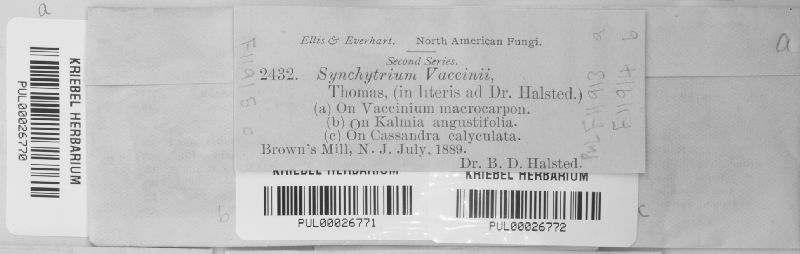 a
KRIEBEL HERBARIUM
PUL00026770
Ellis & Everhart, North American Fungi.
Second Series.
2432. Synchytrium Vaccinii,
Thomas, (in literis ad Dr. Halsted.)
(a) On Vaccinium macrocarpon.
(b) On Kalmia angustifolia.
(c) On Cassandra calyculata.
Brown's Mill, N. J. July, 1889.
Dr. B. D. Halsted.
a
b
a
KRIEBEL HERBARIUM
PUL00026771
KRIEBEL HERBARIUM
PUL00026772
b
c